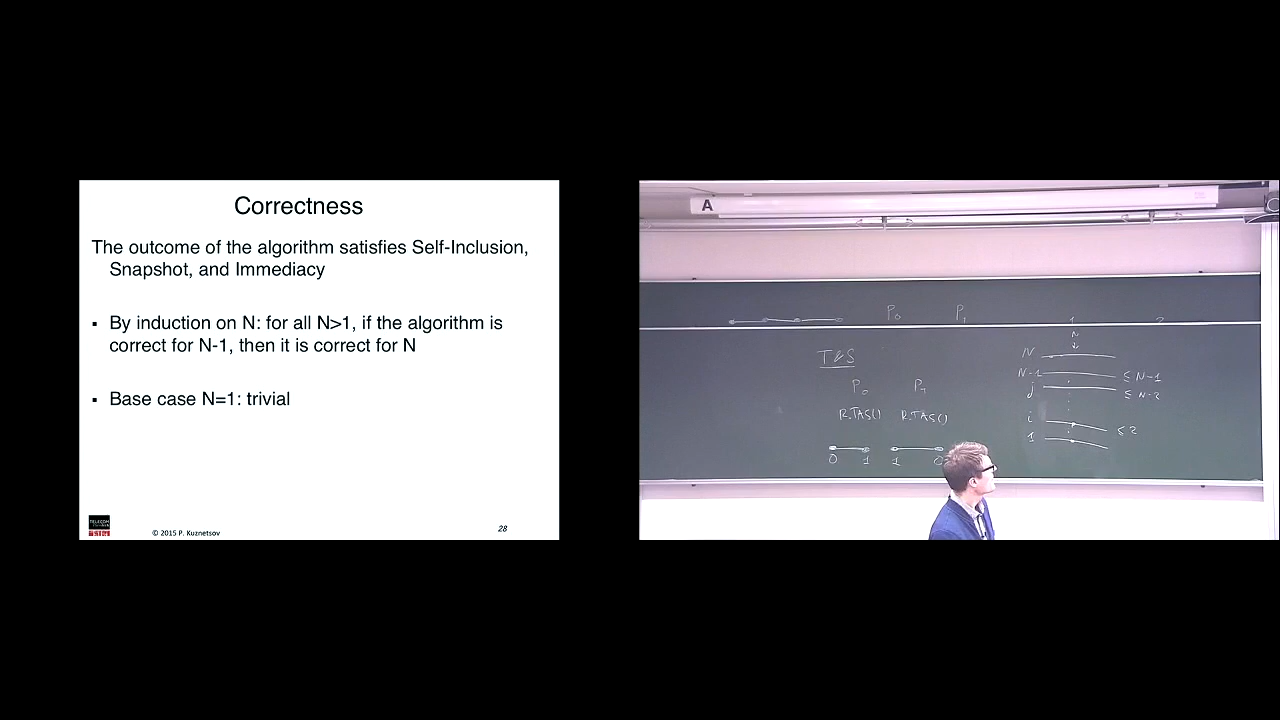 Correctness
The outcome of the algorithm satisfies Self-Inclusion,
Snapshot, and Immediacy
▪ By induction on N: for all N>1, if the algorithm is
correct for N-1, then it is correct for N
▪ Base case N=1: trivial
© 2015 P. Kuznetsov
28
A
P₀ P₁
T&S
P₀ P₁
R.TAS() R.TAS()
0 1 1 0
N
N
N-1 ≤ N-1
j ≤ N-2
i ≤ 2
1